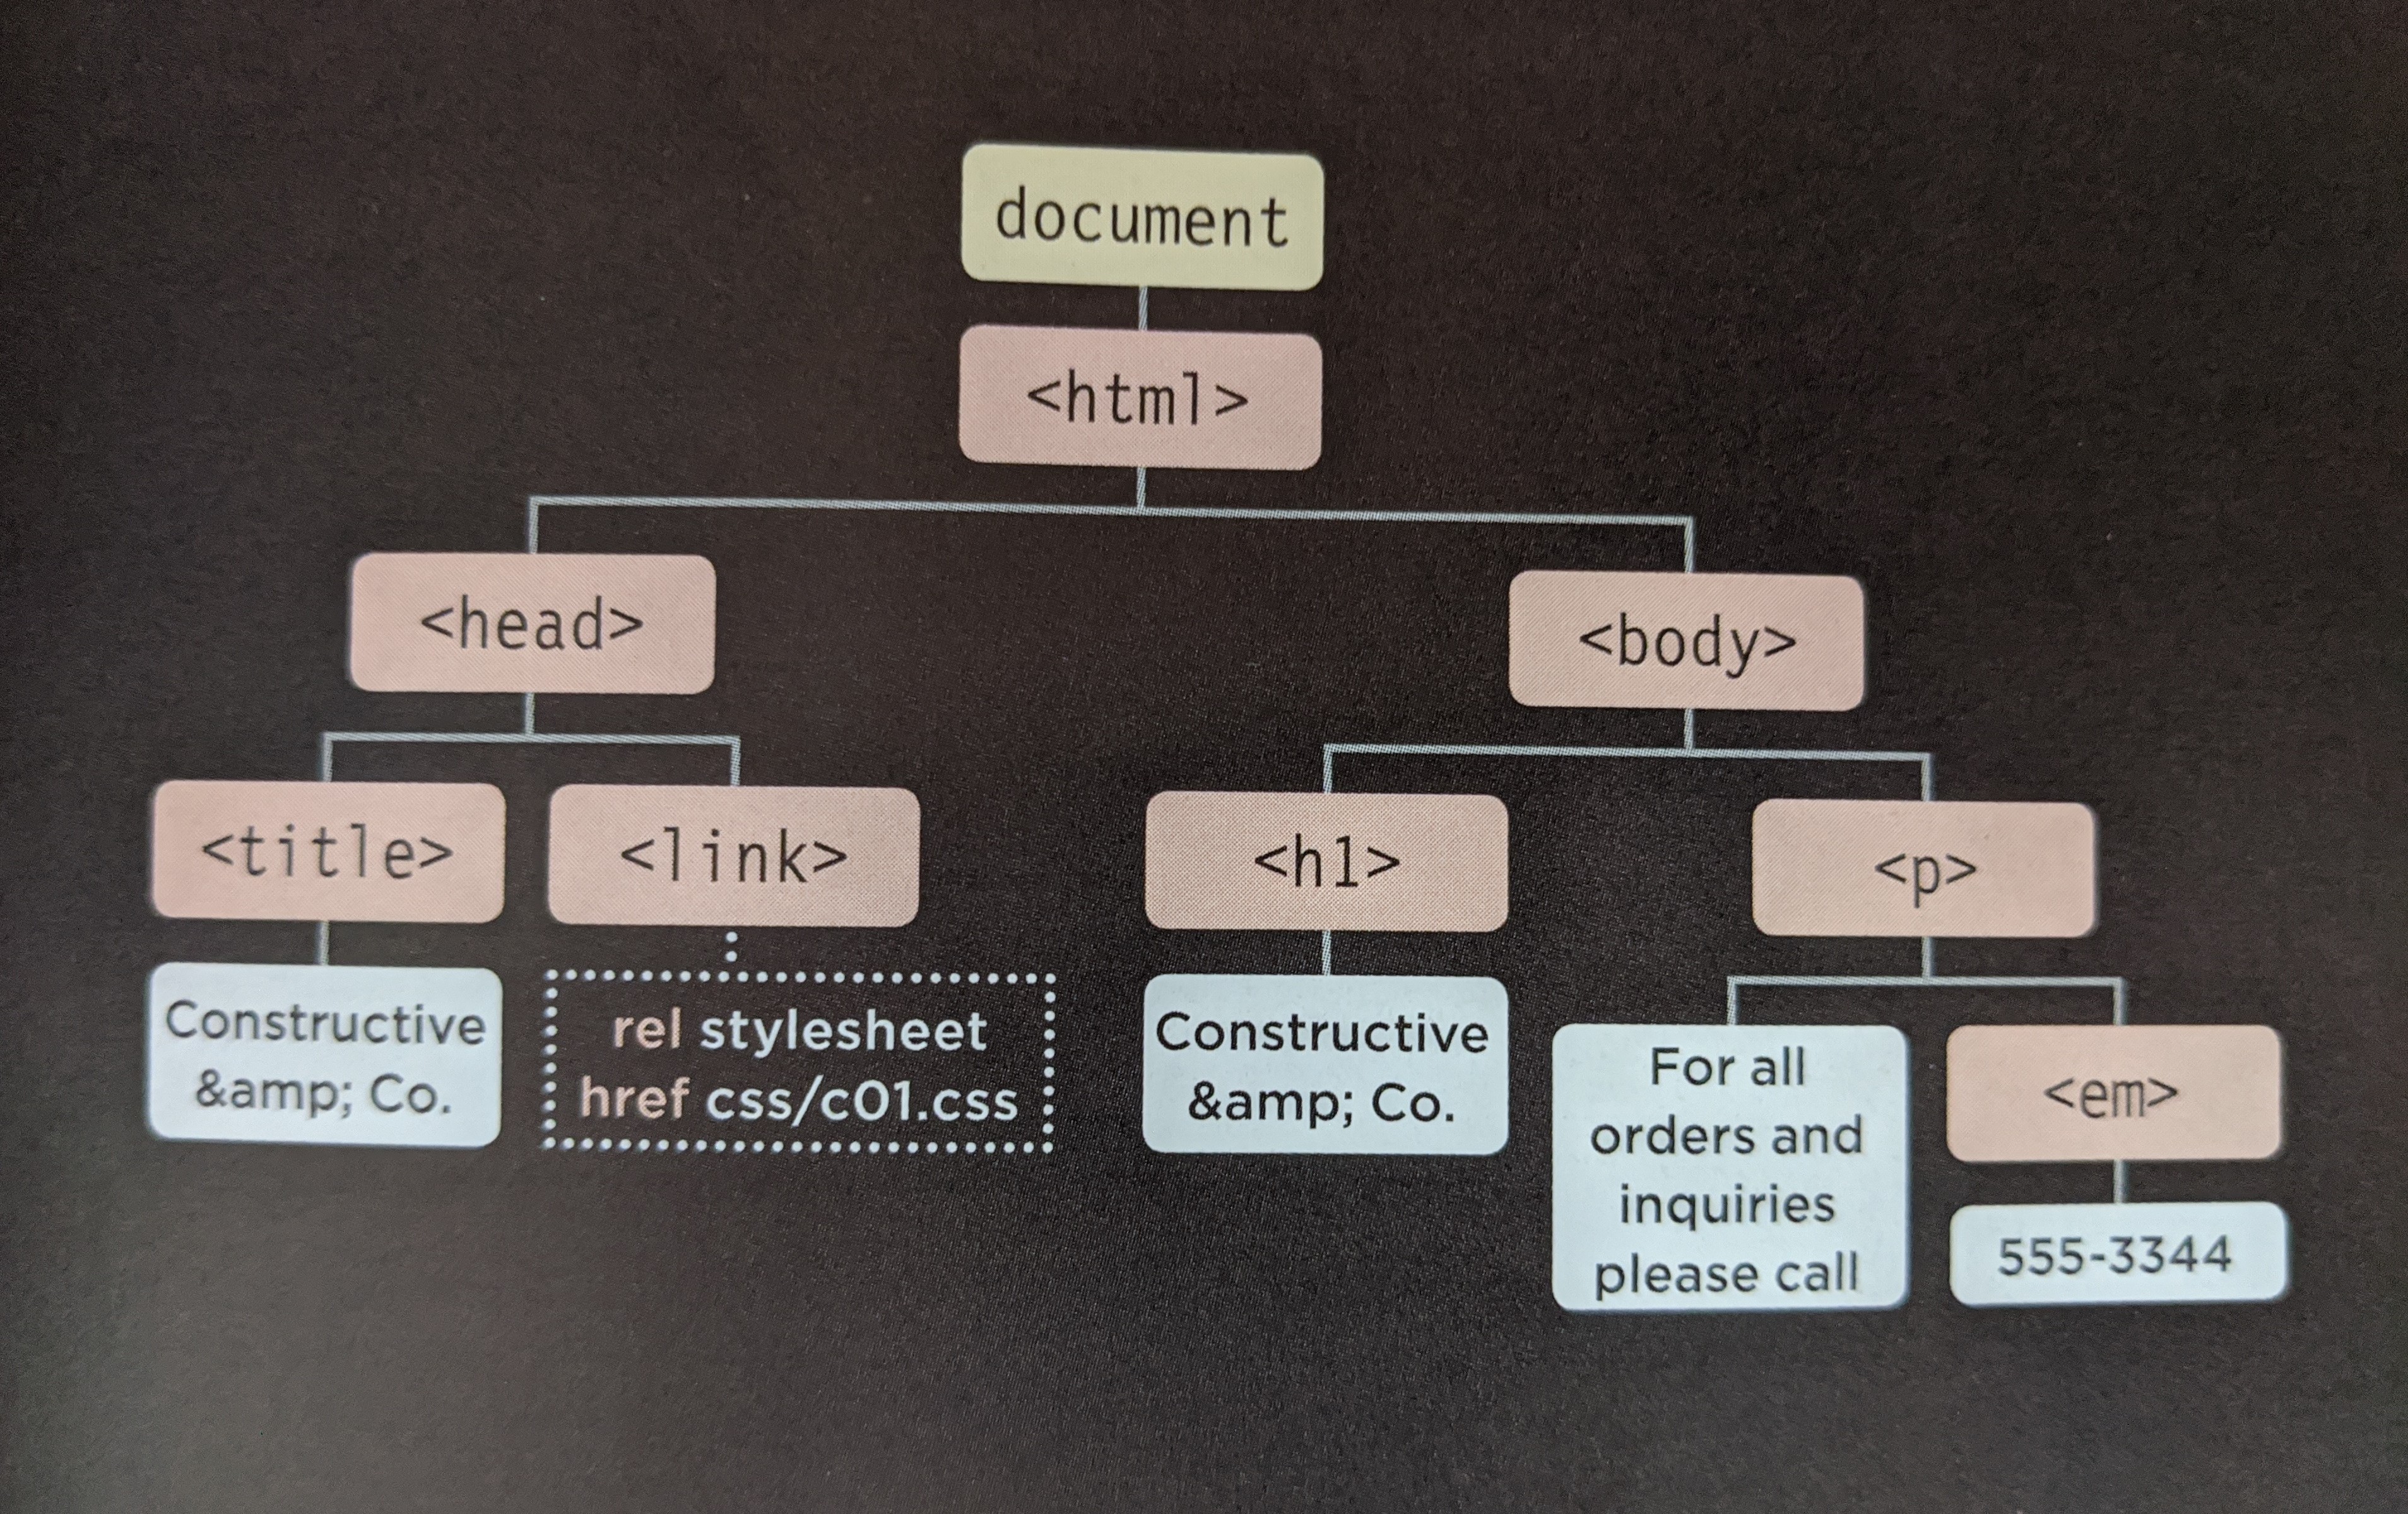 document
<html>
<head>
<body>
<title>
<link>
<h1>
<p>
Constructive
&amp; Co.
rel stylesheet
href css/c01.css
Constructive
&amp; Co.
For all
orders and
inquiries
please call
<em>
555-3344